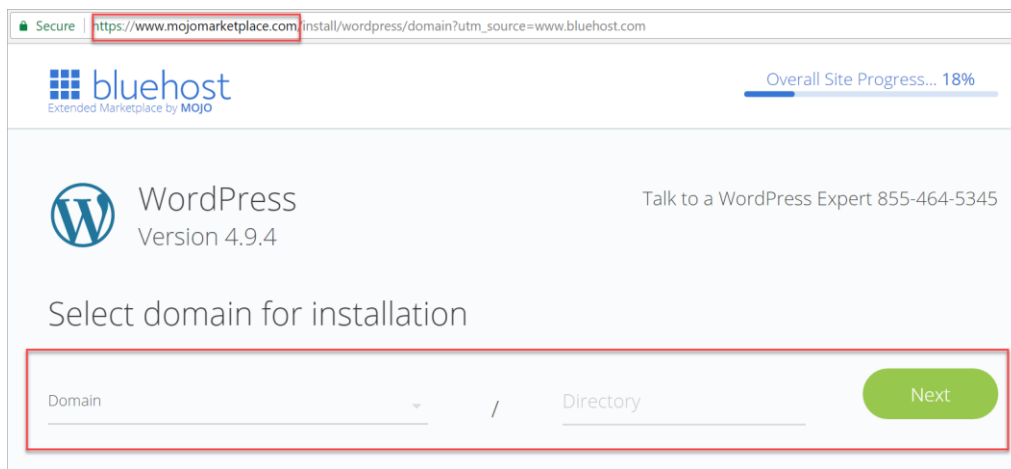 Secure https://www.mojomarketplace.com/install/wordpress/domain?utm_source=www.bluehost.com
bluehost
Extended Marketplace by MOJO
Overall Site Progress... 18%
WordPress
Version 4.9.4
Talk to a WordPress Expert 855-464-5345
Select domain for installation
Domain / Directory Next